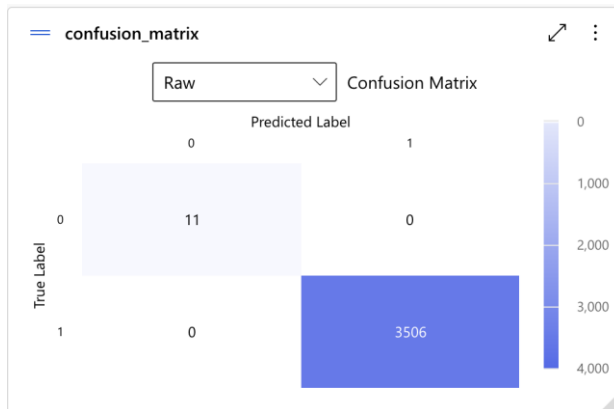 confusion_matrix
Raw Confusion Matrix
Predicted Label
0 1
0
1,000
2,000
3,000
4,000
True Label
0 11 0
1 0 3506